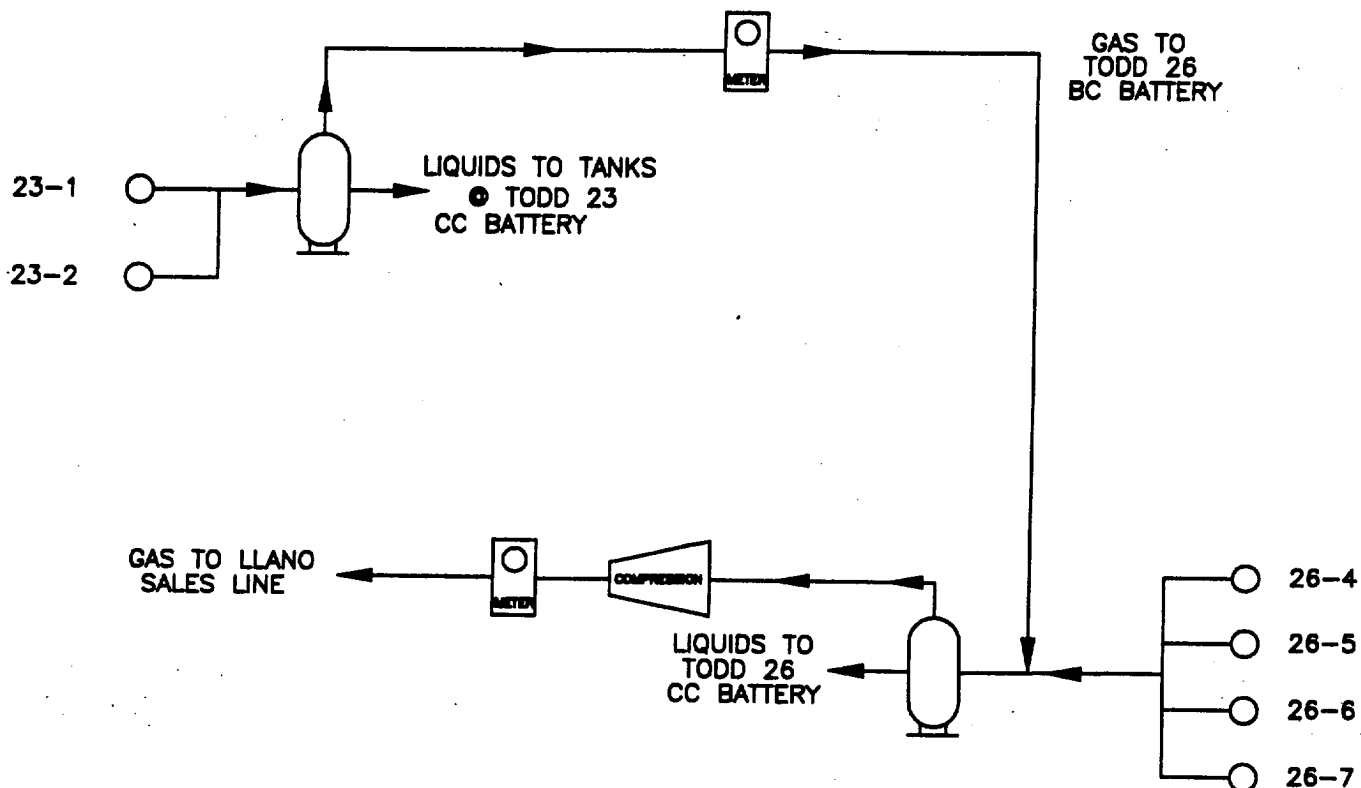 GAS TO
TODD 26
BC BATTERY
METER
LIQUIDS TO TANKS
@ TODD 23
CC BATTERY
23-1
23-2
GAS TO LLANO
SALES LINE
METER
COMPRESSION
LIQUIDS TO
TODD 26
CC BATTERY
26-4
26-5
26-6
26-7